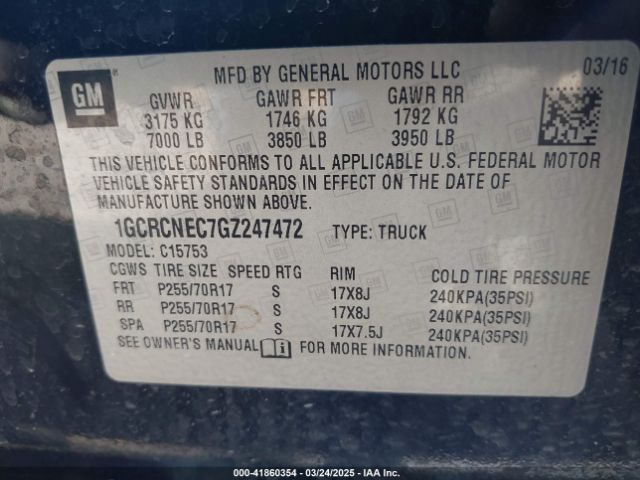 GM
MFD BY GENERAL MOTORS LLC 03/16
GVWR GAWR FRT GAWR RR
3175 KG 1746 KG 1792 KG
7000 LB 3850 LB 3950 LB
THIS VEHICLE CONFORMS TO ALL APPLICABLE U.S. FEDERAL MOTOR
VEHICLE SAFETY STANDARDS IN EFFECT ON THE DATE OF
MANUFACTURE SHOWN ABOVE.
1GCRCNEC7GZ247472 TYPE: TRUCK
MODEL: C15753
CGWS TIRE SIZE SPEED RTG RIM COLD TIRE PRESSURE
FRT P255/70R17 S 17X8J 240KPA(35PSI)
RR P255/70R17 S 17X8J 240KPA(35PSI)
SPA P255/70R17 S 17X7.5J 240KPA(35PSI)
SEE OWNER'S MANUAL FOR MORE INFORMATION.
000-41860354 - 03/24/2025 - IAA Inc.